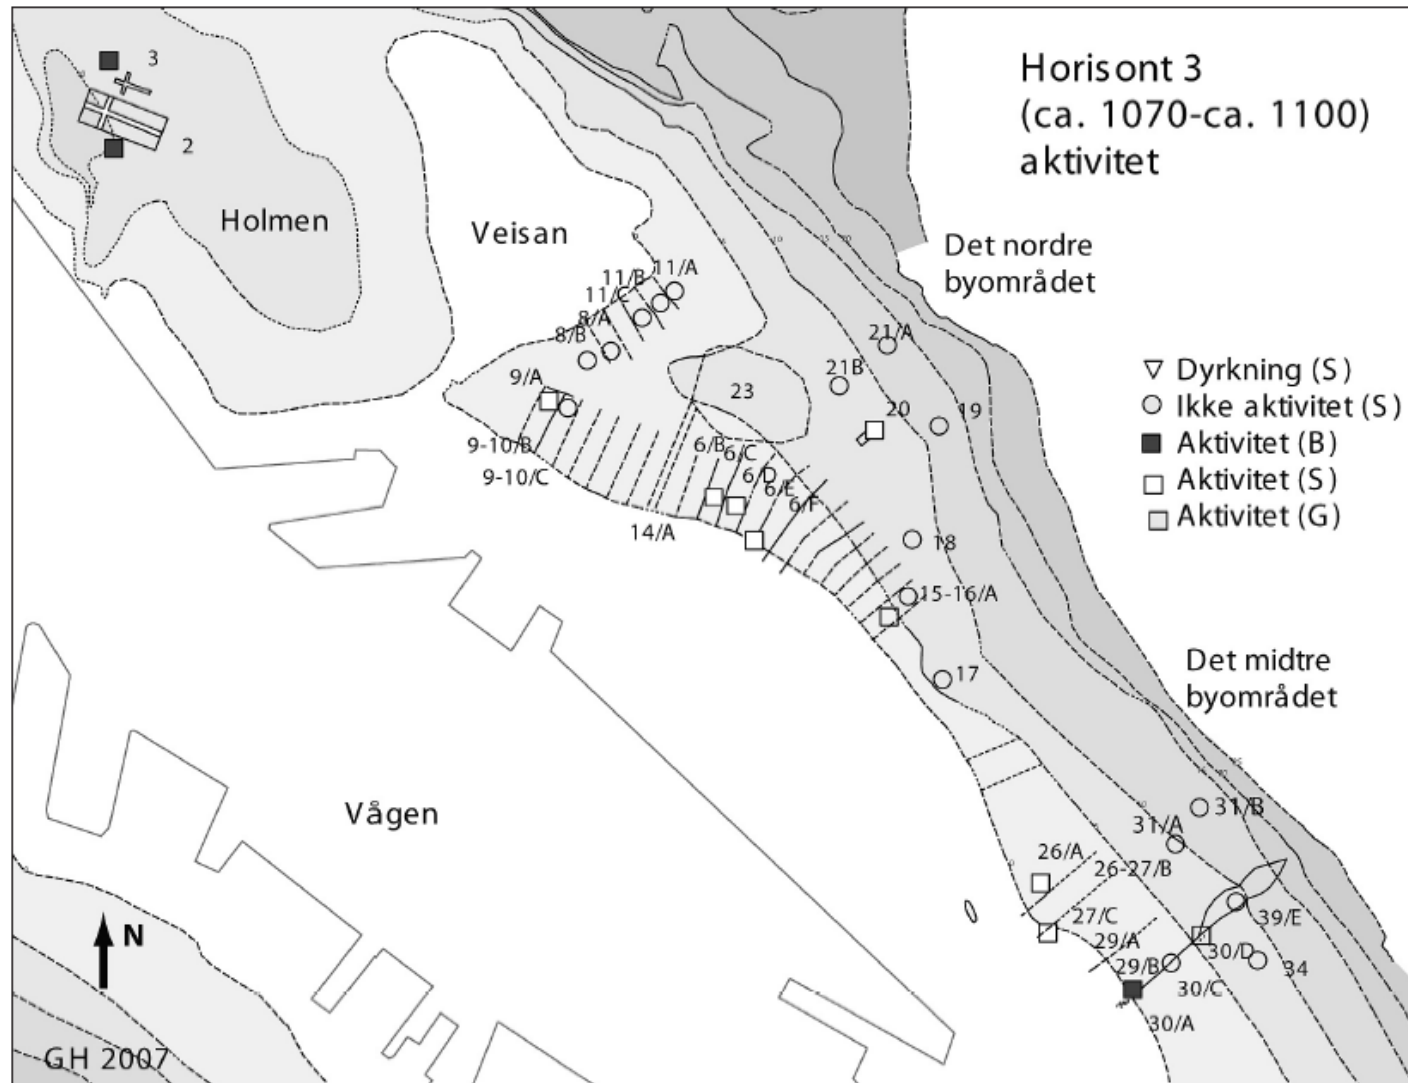 Horisont 3
(ca. 1070-ca. 1100)
aktivitet
3
2
Holmen
Veisan
Det nordre
byområdet
11/A
11/B
11/C
8/A
8/B
9/A
9-10/B
9-10/C
14/A
6/B
6/C
6/D
6/E
6/F
23
21/A
21B
20
19
18
15-16/A
17
Dyrkning (S)
Ikke aktivitet (S)
Aktivitet (B)
Aktivitet (S)
Aktivitet (G)
Det midtre
byområdet
Vågen
31/B
31/A
26/A
26-27/B
27/C
29/A
29/B
30/D
30/C
30/A
39/E
34
N
GH 2007